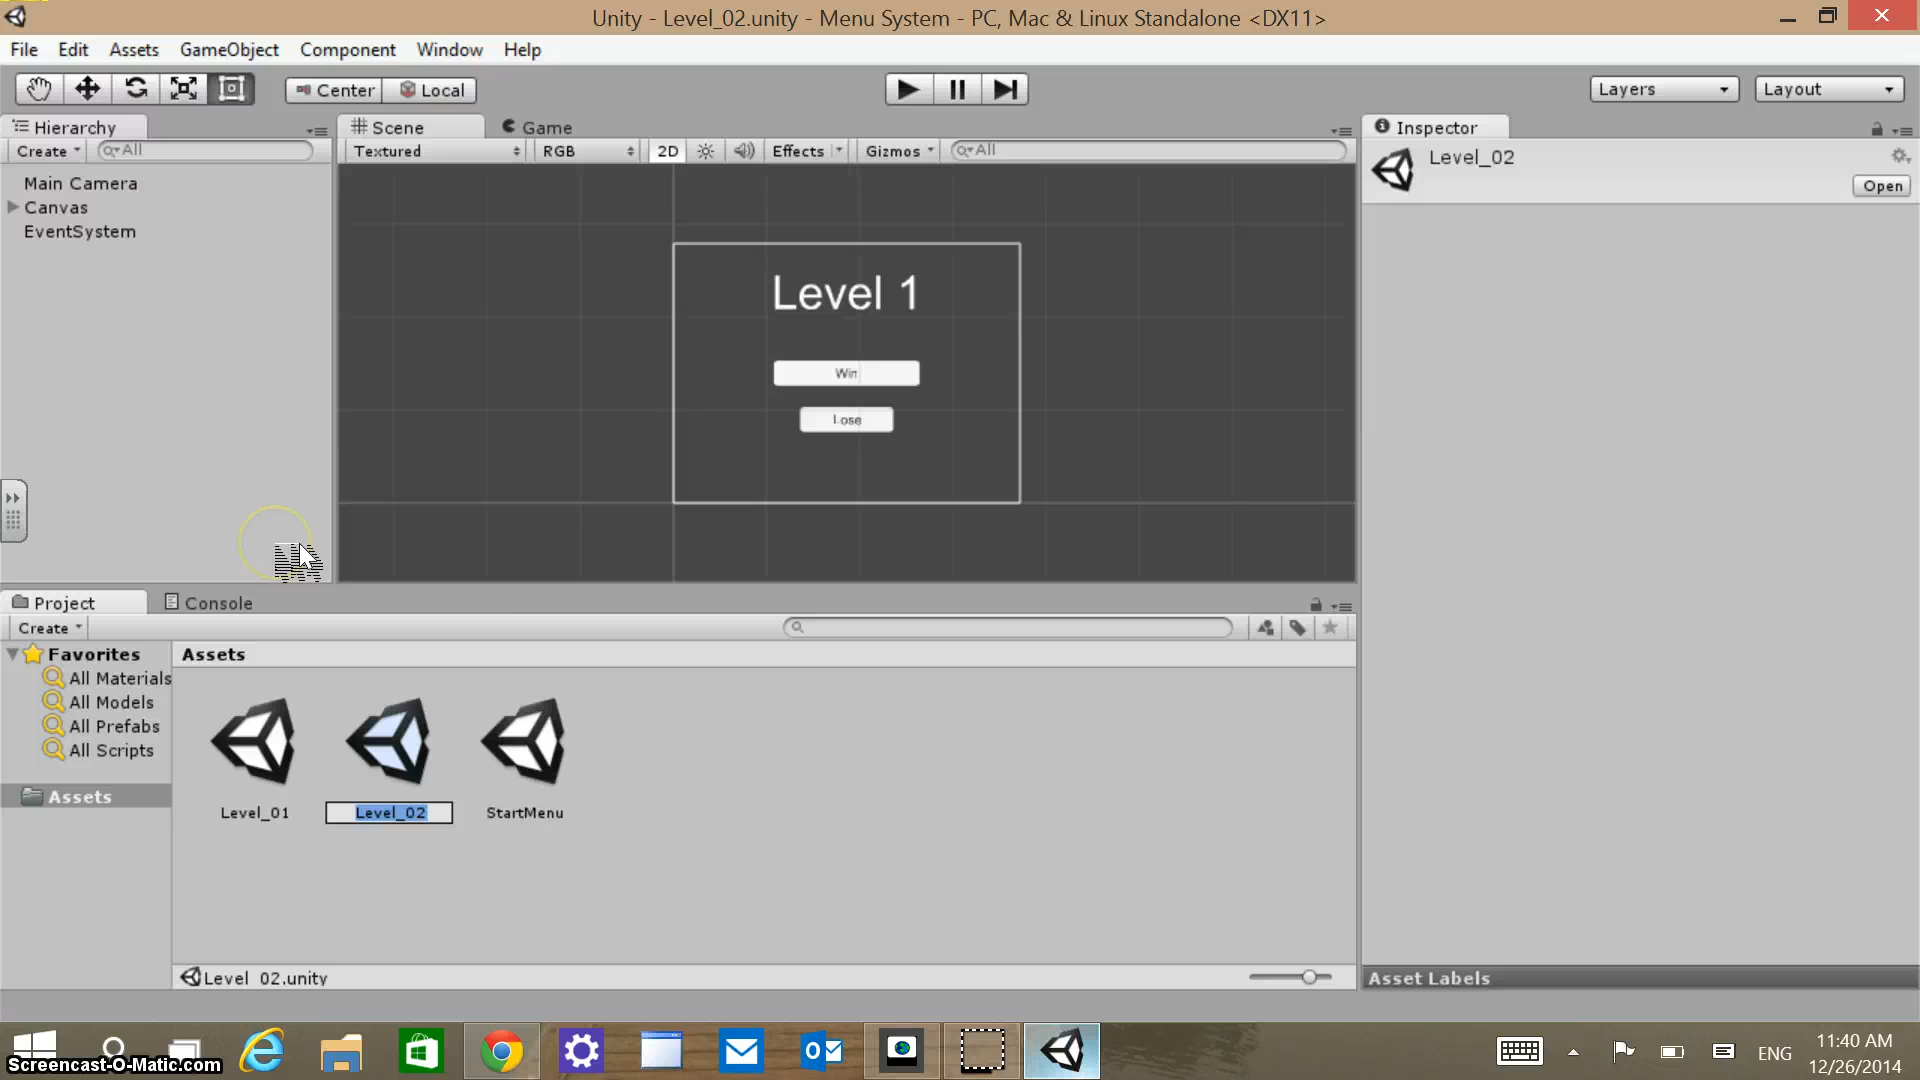 Unity - Level_02.unity - Menu System - PC, Mac & Linux Standalone <DX11>
File Edit Assets GameObject Component Window Help
Center Local Layers Layout
Hierarchy Scene Game Inspector
Create All Textured RGB 2D Effects Gizmos All Level_02
Open
Main Camera
Canvas
EventSystem
Level 1
Win
Lose
Project Console
Create
Favorites Assets
All Materials
All Models
All Prefabs
All Scripts
Assets
Level_01 Level_02 StartMenu
Level_02.unity Asset Labels
ENG 11:40 AM
12/26/2014
Screencast-O-Matic.com